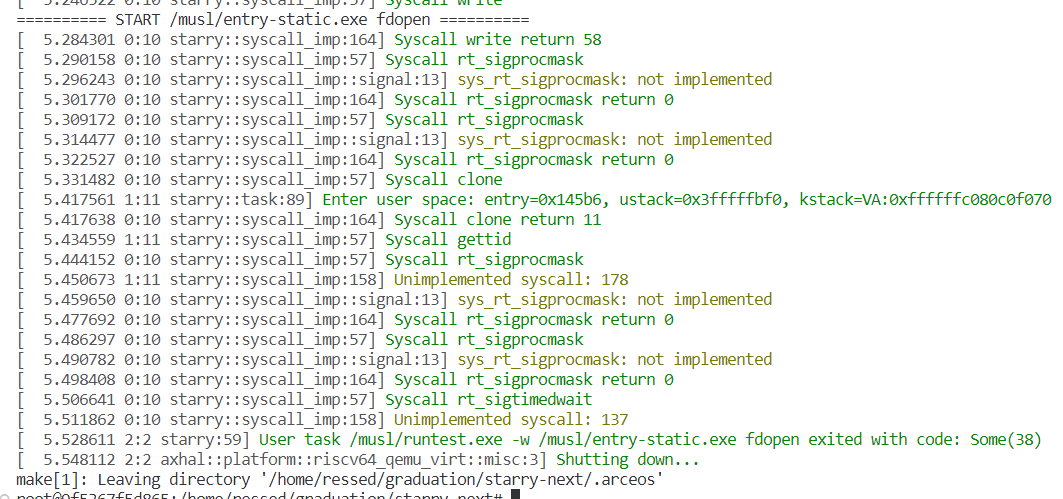 [  5.246522 0:10 starry::syscall_imp:57] Syscall write
========== START /musl/entry-static.exe fdopen ==========
[  5.284301 0:10 starry::syscall_imp:164] Syscall write return 58
[  5.290158 0:10 starry::syscall_imp:57] Syscall rt_sigprocmask
[  5.296243 0:10 starry::syscall_imp::signal:13] sys_rt_sigprocmask: not implemented
[  5.301770 0:10 starry::syscall_imp:164] Syscall rt_sigprocmask return 0
[  5.309172 0:10 starry::syscall_imp:57] Syscall rt_sigprocmask
[  5.314477 0:10 starry::syscall_imp::signal:13] sys_rt_sigprocmask: not implemented
[  5.322527 0:10 starry::syscall_imp:164] Syscall rt_sigprocmask return 0
[  5.331482 0:10 starry::syscall_imp:57] Syscall clone
[  5.417561 1:11 starry::task:89] Enter user space: entry=0x145b6, ustack=0x3fffffbf0, kstack=VA:0xffffffc080c0f070
[  5.417638 0:10 starry::syscall_imp:164] Syscall clone return 11
[  5.434559 1:11 starry::syscall_imp:57] Syscall gettid
[  5.444152 0:10 starry::syscall_imp:57] Syscall rt_sigprocmask
[  5.450673 1:11 starry::syscall_imp:158] Unimplemented syscall: 178
[  5.459650 0:10 starry::syscall_imp::signal:13] sys_rt_sigprocmask: not implemented
[  5.477692 0:10 starry::syscall_imp:164] Syscall rt_sigprocmask return 0
[  5.486297 0:10 starry::syscall_imp:57] Syscall rt_sigprocmask
[  5.490782 0:10 starry::syscall_imp::signal:13] sys_rt_sigprocmask: not implemented
[  5.498408 0:10 starry::syscall_imp:164] Syscall rt_sigprocmask return 0
[  5.506641 0:10 starry::syscall_imp:57] Syscall rt_sigtimedwait
[  5.511862 0:10 starry::syscall_imp:158] Unimplemented syscall: 137
[  5.528611 2:2 starry:59] User task /musl/runtest.exe -w /musl/entry-static.exe fdopen exited with code: Some(38)
[  5.548112 2:2 axhal::platform::riscv64_qemu_virt::misc:3] Shutting down...
make[1]: Leaving directory '/home/ressed/graduation/starry-next/.arceos'
root@9f5267f5d865:/home/ressed/graduation/starry-next#